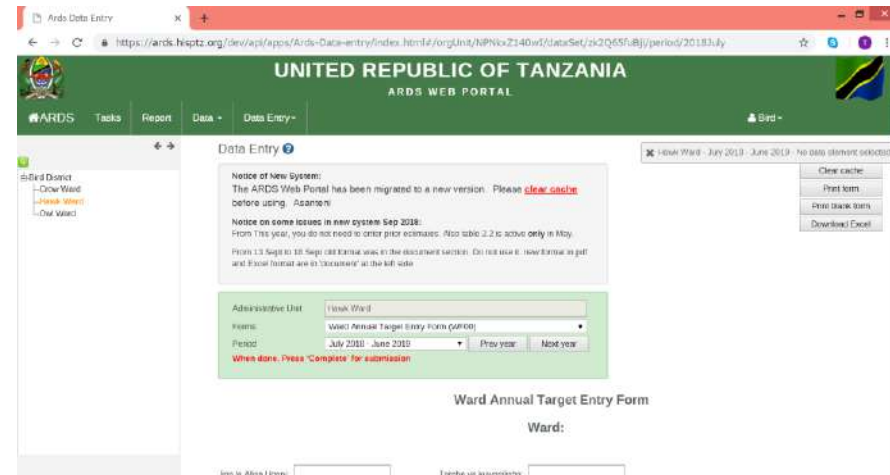 Ards Data Entry
https://ards.hisptz.org/dev/api/apps/Ards-Data-entry/index.html#/orgUnit/NPNkxZ140wI/dataSet/zk2Q65fuBji/period/2018July
UNITED REPUBLIC OF TANZANIA
ARDS WEB PORTAL
ARDS Tasks Report Data Data Entry Bird
Data Entry
Hawk Ward - July 2018 - June 2019 - No data element selected
Clear cache
Print form
Print blank form
Download Excel
Bird District
Crow Ward
Hawk Ward
Owl Ward
Notice of New System:
The ARDS Web Portal has been migrated to a new version. Please clear cache
before using. Asanteni
Notice on some issues in new system Sep 2018:
From This year, you do not need to enter prior estimates. Also table 2.2 is active only in May.
From 13 Sept to 18 Sept old format was in the document section. Do not use it. new format in pdf
and Excel format are in 'document' at the left side
Administrative Unit Hawk Ward
Forms Ward Annual Target Entry Form (WF00)
Period July 2018 - June 2019 Prev year Next year
When done. Press 'Complete' for submission
Ward Annual Target Entry Form
Ward: